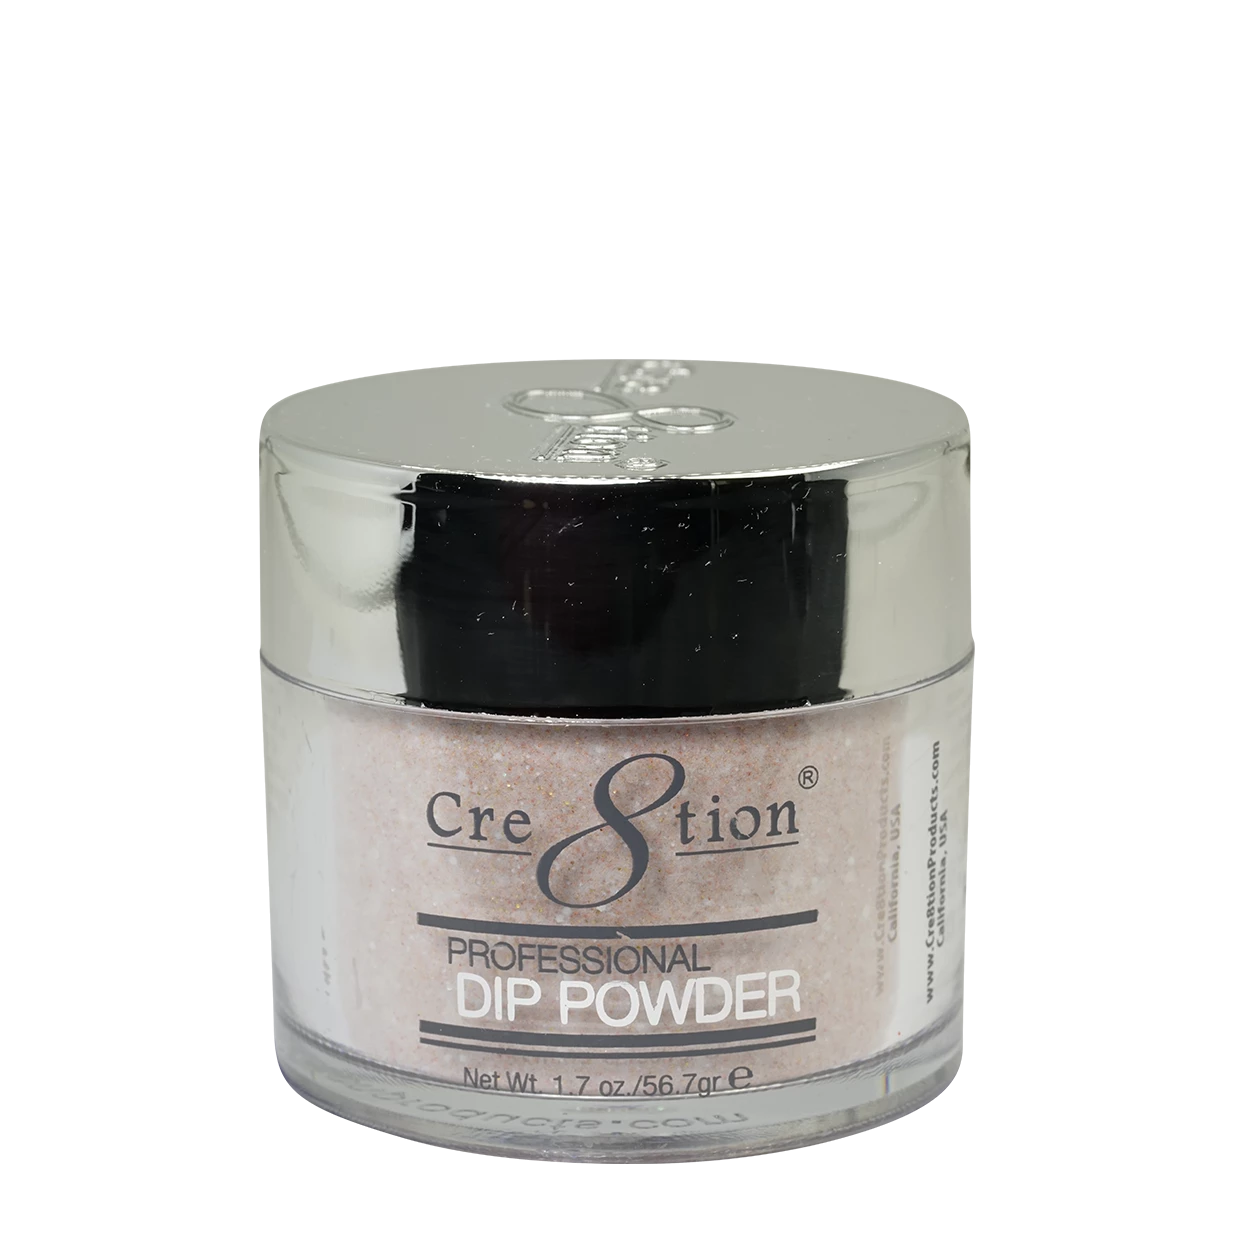 Cre8tion®
PROFESSIONAL
DIP POWDER
Net Wt. 1.7 oz./56.7gr ℮
www.Cre8tionProducts.com
California, USA